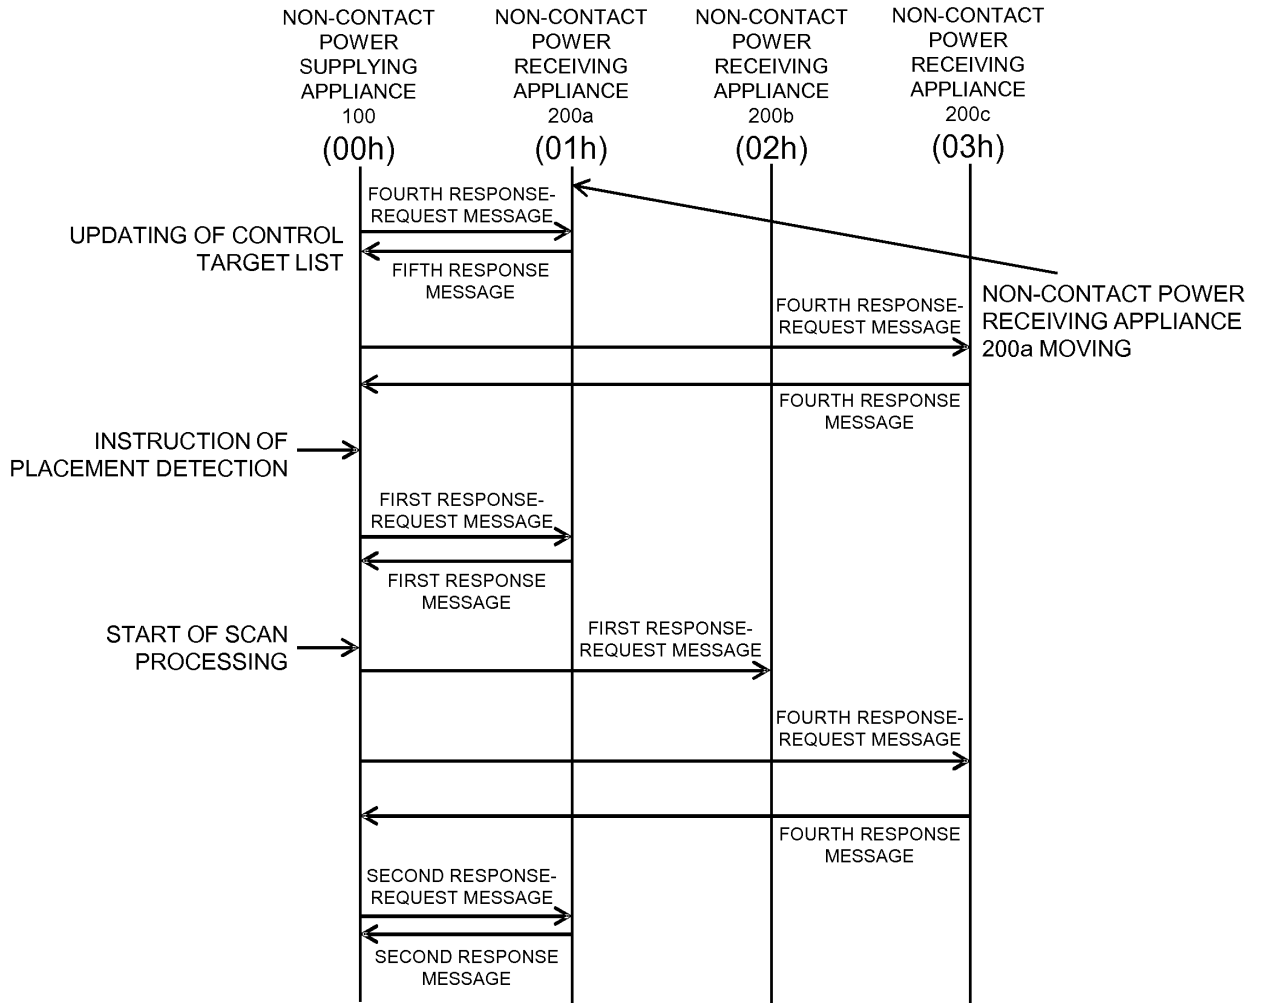 NON-CONTACT
POWER
SUPPLYING
APPLIANCE
100
(00h)
NON-CONTACT
POWER
RECEIVING
APPLIANCE
200a
(01h)
NON-CONTACT
POWER
RECEIVING
APPLIANCE
200b
(02h)
NON-CONTACT
POWER
RECEIVING
APPLIANCE
200c
(03h)
FOURTH RESPONSE-
REQUEST MESSAGE
UPDATING OF CONTROL
TARGET LIST
FIFTH RESPONSE
MESSAGE
NON-CONTACT POWER
RECEIVING APPLIANCE
200a MOVING
FOURTH RESPONSE-
REQUEST MESSAGE
FOURTH RESPONSE
MESSAGE
INSTRUCTION OF
PLACEMENT DETECTION
FIRST RESPONSE-
REQUEST MESSAGE
FIRST RESPONSE
MESSAGE
START OF SCAN
PROCESSING
FIRST RESPONSE-
REQUEST MESSAGE
FOURTH RESPONSE-
REQUEST MESSAGE
FOURTH RESPONSE
MESSAGE
SECOND RESPONSE-
REQUEST MESSAGE
SECOND RESPONSE
MESSAGE